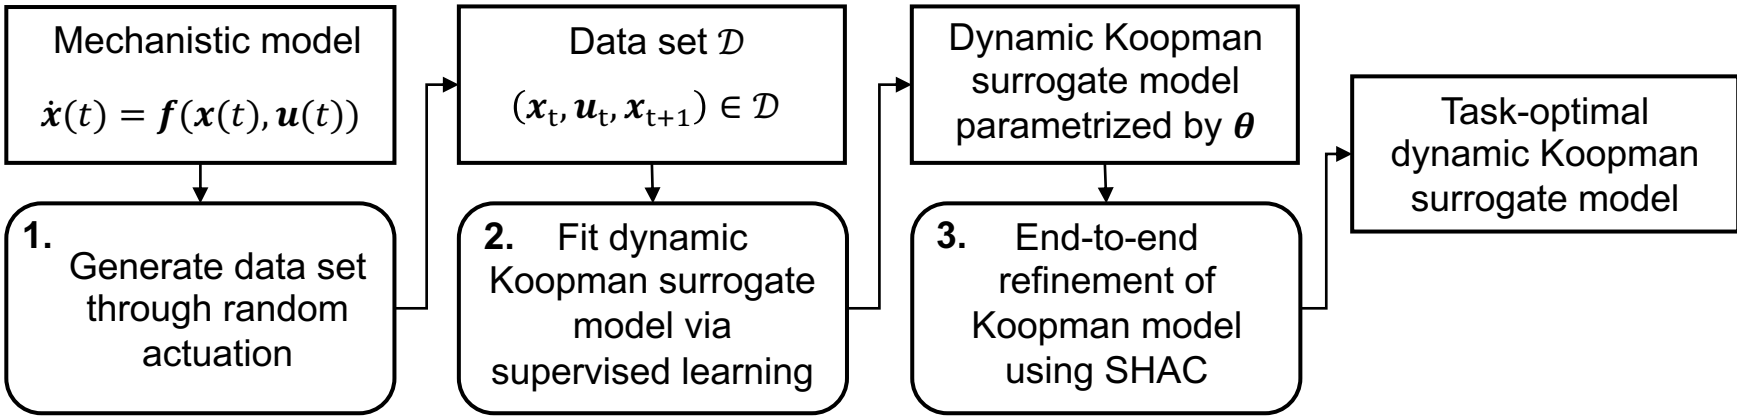 Mechanistic model
𝒙̇(t) = 𝒇(𝒙(t), 𝒖(t))
1.
Generate data set
through random
actuation
Data set 𝒟
(𝒙ₜ, 𝒖ₜ, 𝒙ₜ₊₁) ∈ 𝒟
2. Fit dynamic
Koopman surrogate
model via
supervised learning
Dynamic Koopman
surrogate model
parametrized by 𝜽
3. End-to-end
refinement of
Koopman model
using SHAC
Task-optimal
dynamic Koopman
surrogate model